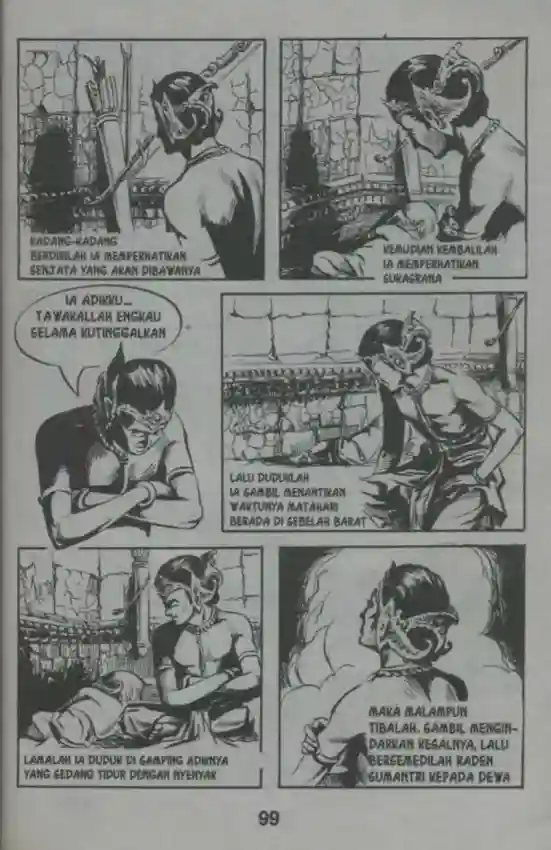 KADANG-KADANG
BERDIRILAH IA MEMPERHATIKAN
SENJATA YANG AKAN DIBAWANYA
KEMUDIAN KEMBALILAH
IA MEMPERHATIKAN
SUKASRANA
IA ADIKKU...
TAWAKALLAH ENGKAU
SELAMA KUTINGGALKAN
LALU DUDUKLAH
IA SAMBIL MENANTIKAN
WAKTUNYA MATAHARI
BERADA DI SEBELAH BARAT
LAMALAH IA DUDUK DI SAMPING ADIKNYA
YANG SEDANG TIDUR DENGAN NYENYAK
MAKA MALAMPUN
TIBALAH. SAMBIL MENGIN-
DARKAN KESALNYA, LALU
BERSEMEDILAH RADEN
SUMANTRI KEPADA DEWA
99